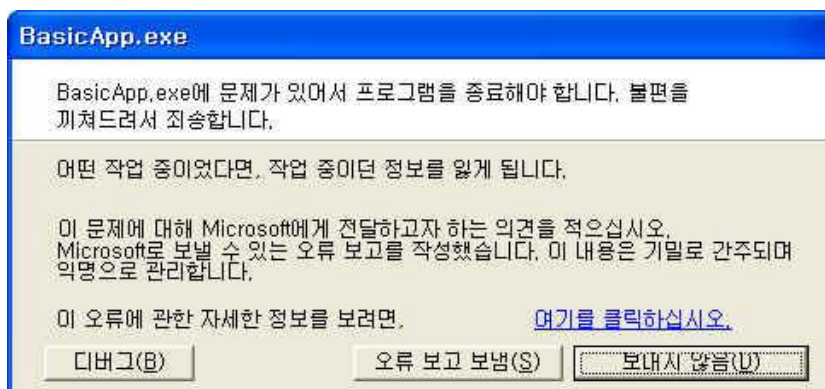 BasicApp.exe
BasicApp.exe에 문제가 있어서 프로그램을 종료해야 합니다. 불편을
끼쳐드려서 죄송합니다.
어떤 작업 중이었다면, 작업 중이던 정보를 잃게 됩니다.
이 문제에 대해 Microsoft에게 전달하고자 하는 의견을 적으십시오.
Microsoft로 보낼 수 있는 오류 보고를 작성했습니다. 이 내용은 기밀로 간주되며
익명으로 관리합니다.
이 오류에 관한 자세한 정보를 보려면, 여기를 클릭하십시오.
디버그(B) 오류 보고 보냄(S) 보내지 않음(D)